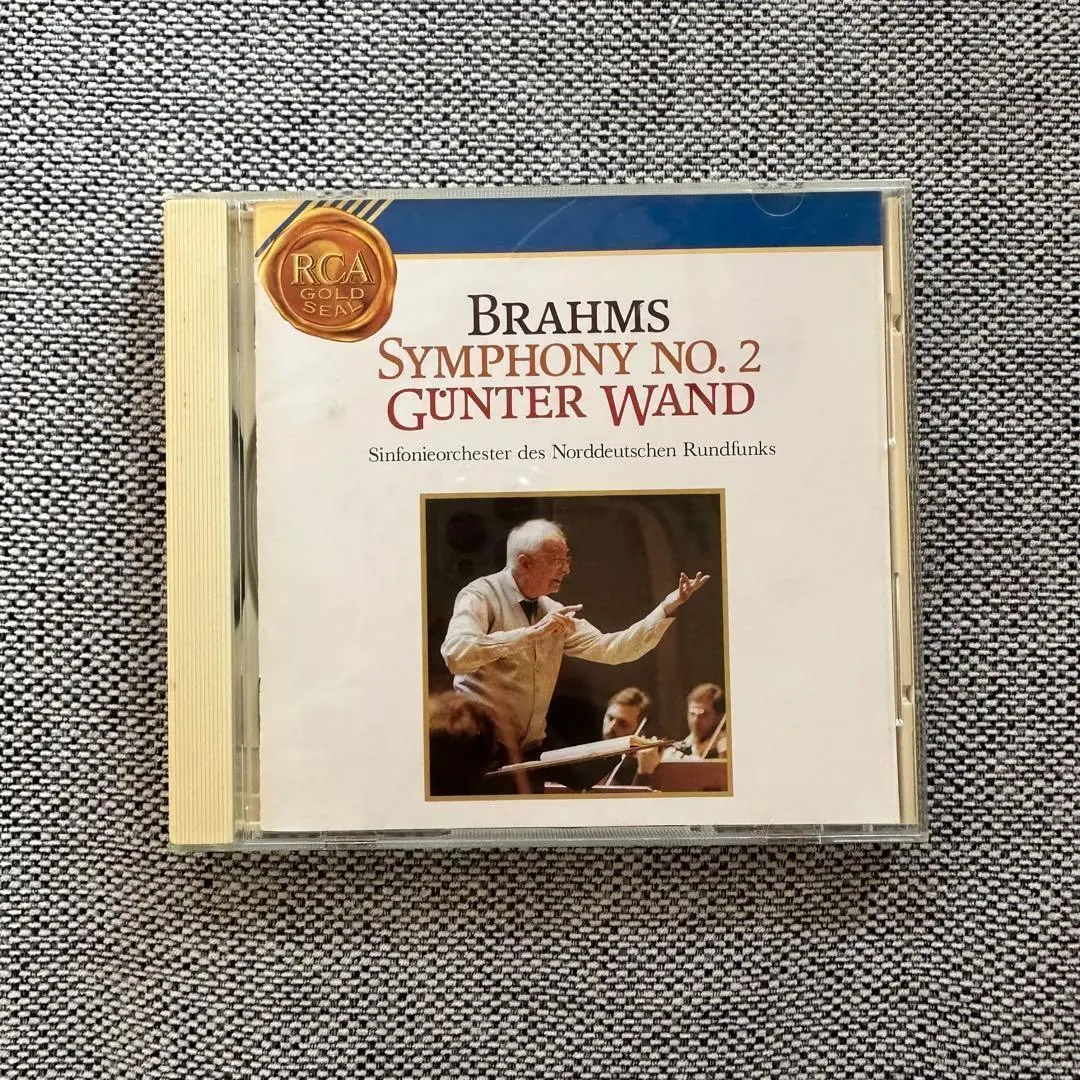 RCA
GOLD
SEAL
BRAHMS
SYMPHONY NO. 2
GÜNTER WAND
Sinfonieorchester des Norddeutschen Rundfunks